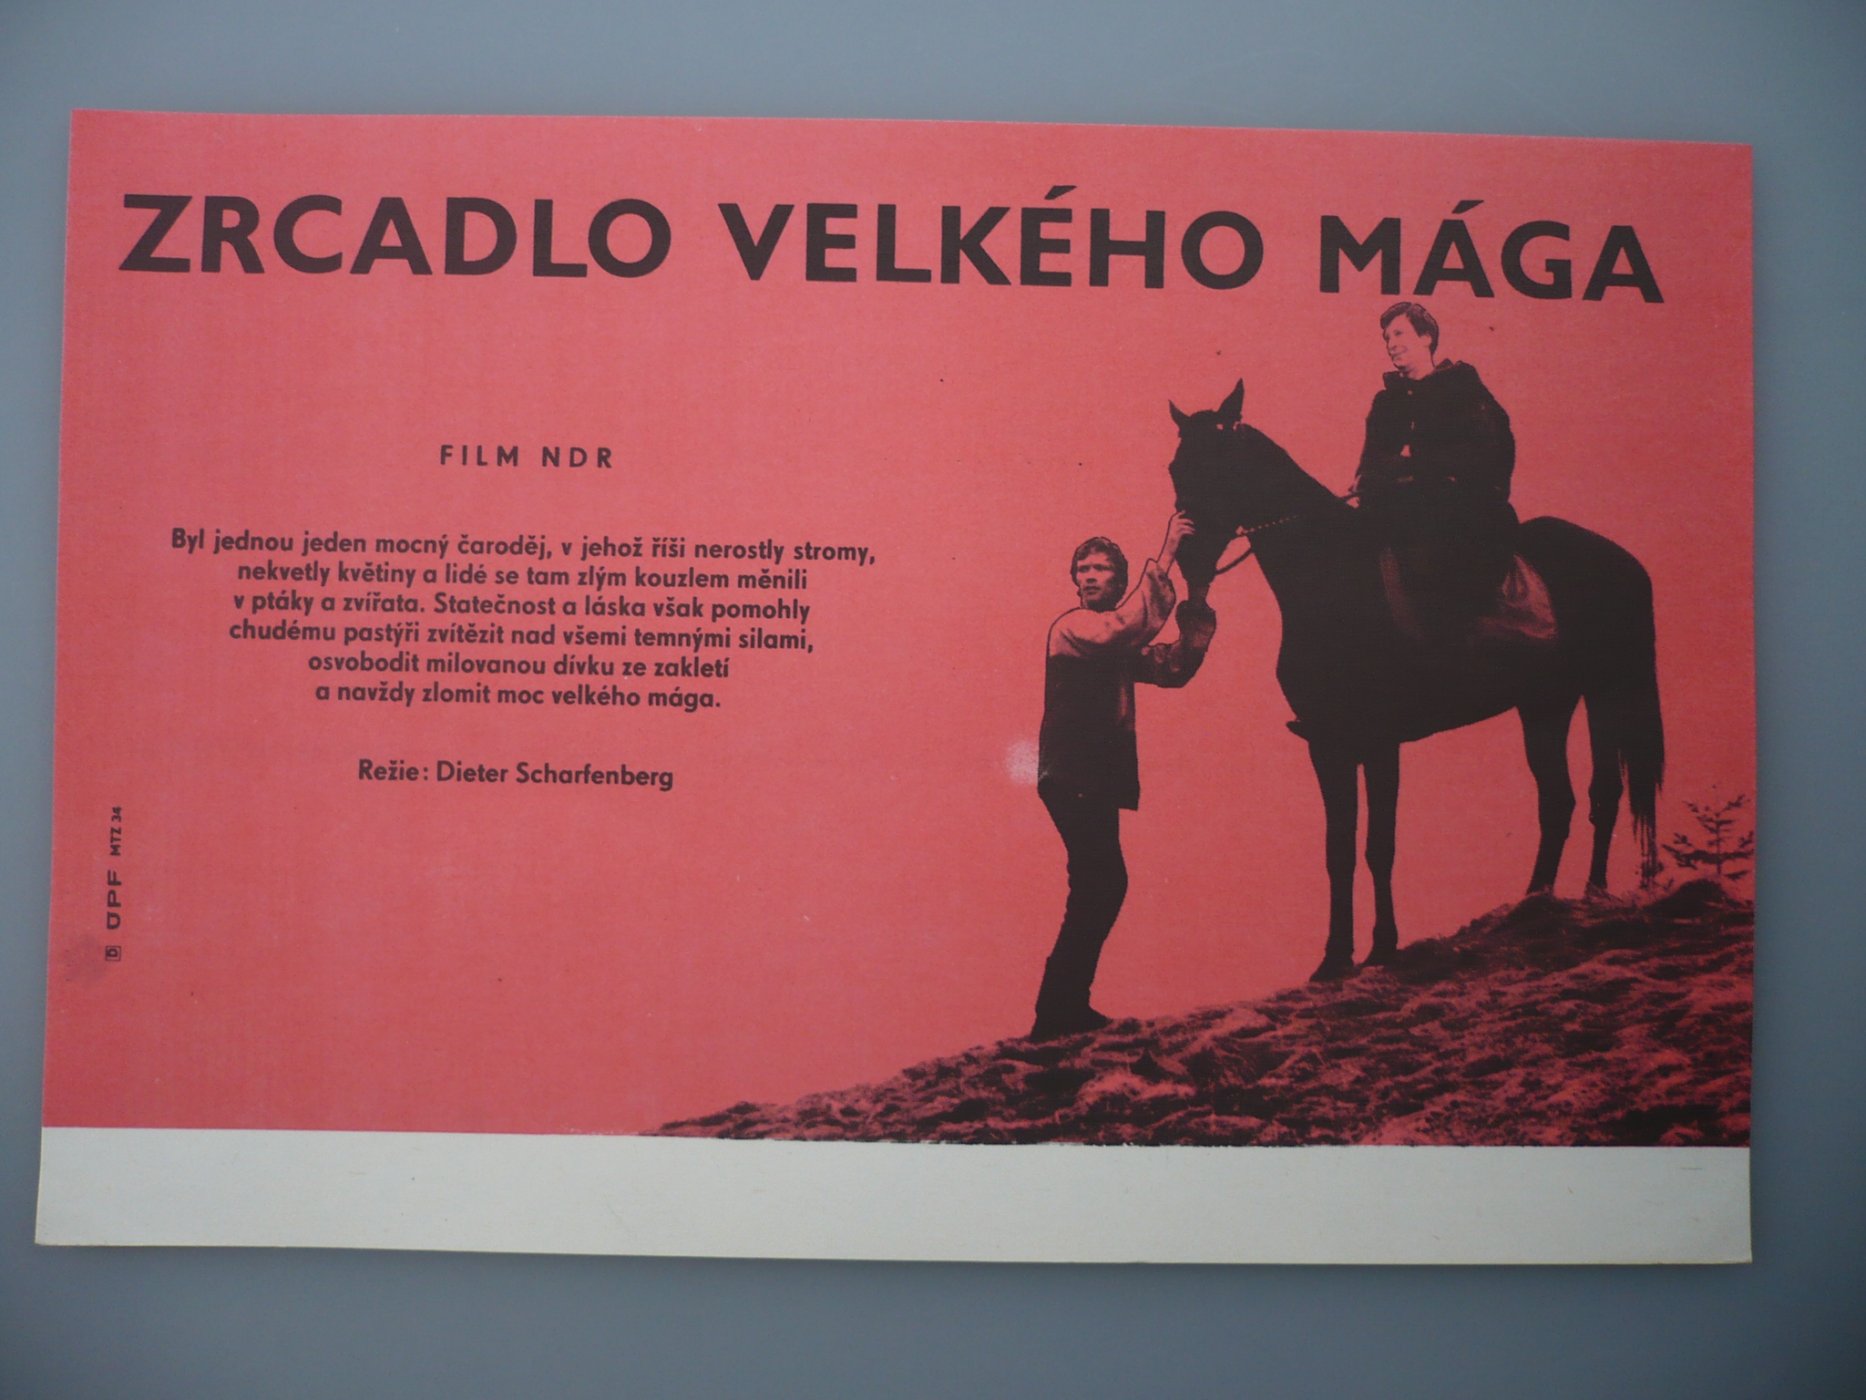 ZRCADLO VELKÉHO MÁGA
FILM NDR
Byl jednou jeden mocný čaroděj, v jehož říši nerostly stromy,
nekvetly květiny a lidé se tam zlým kouzlem měnili
v ptáky a zvířata. Statečnost a láska však pomohly
chudému pastýři zvítězit nad všemi temnými silami,
osvobodit milovanou dívku ze zakletí
a navždy zlomit moc velkého mága.
Režie: Dieter Scharfenberg
D ÚPF MTZ 34